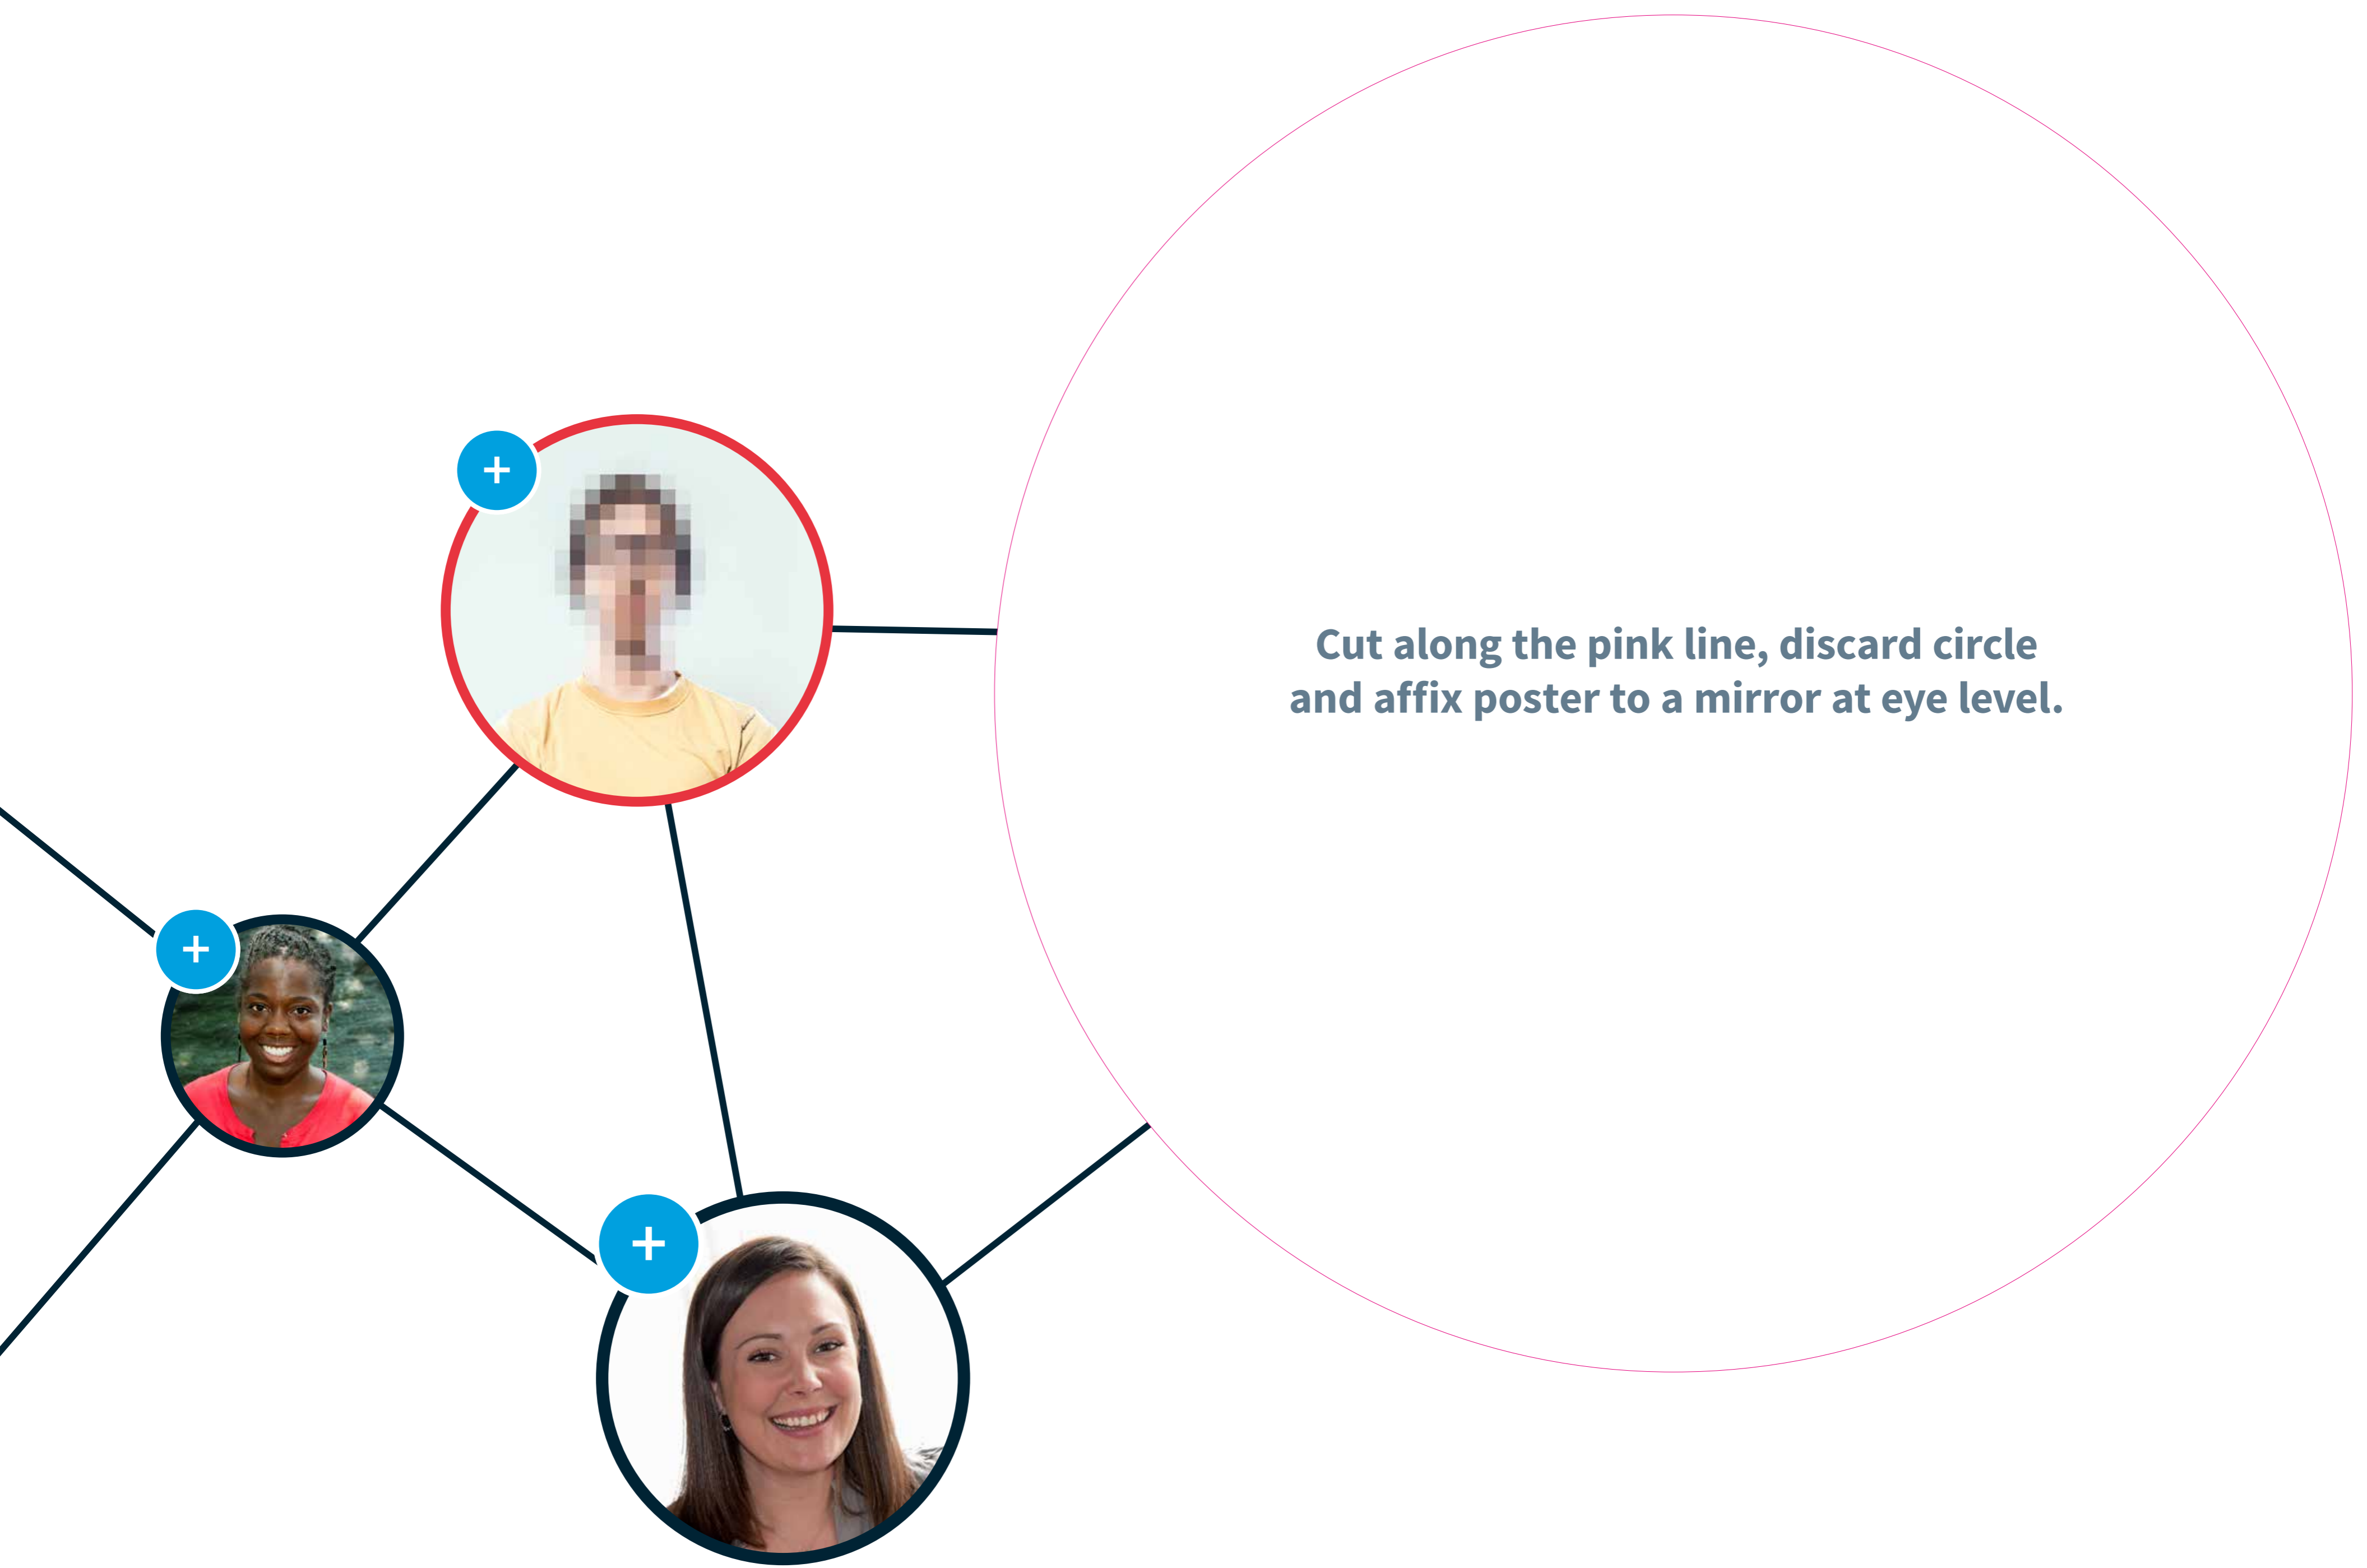 +
Cut along the pink line, discard circle
and affix poster to a mirror at eye level.
+
+